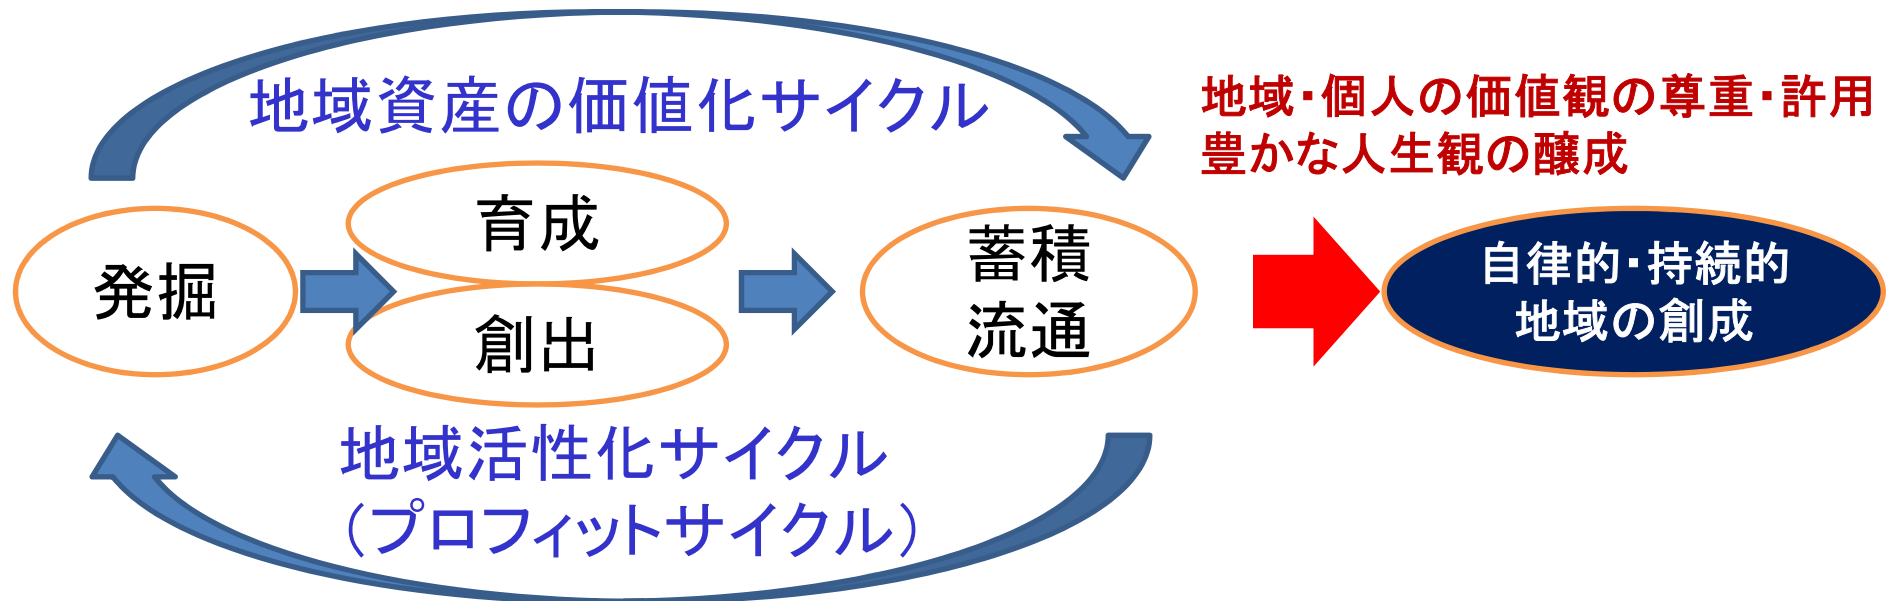 地域資産の価値化サイクル
地域・個人の価値観の尊重・許用
豊かな人生観の醸成
発掘
育成
創出
蓄積
流通
自律的・持続的
地域の創成
地域活性化サイクル
（プロフィットサイクル）